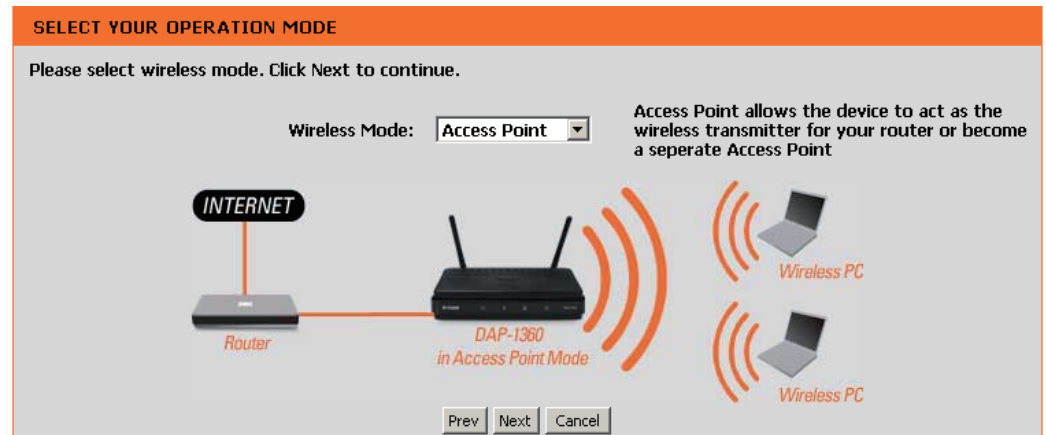 SELECT YOUR OPERATION MODE
Please select wireless mode. Click Next to continue.
Wireless Mode:
Access Point
Access Point allows the device to act as the
wireless transmitter for your router or become
a seperate Access Point
INTERNET
Router
DAP-1360
in Access Point Mode
Wireless PC
Wireless PC
Prev
Next
Cancel